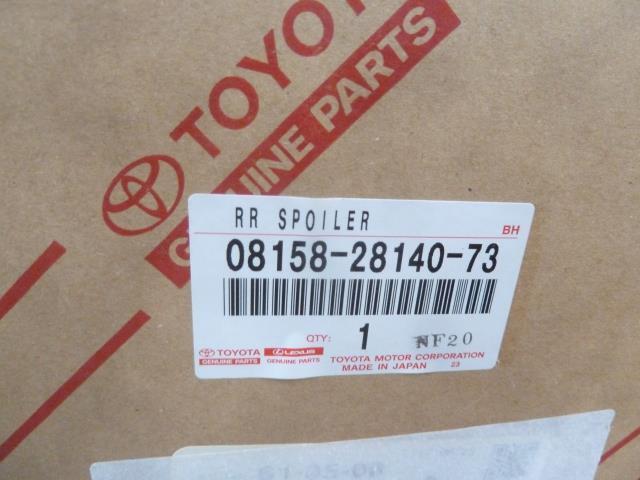 TOYOTA
GENUINE PARTS
RR SPOILER
BH
08158-28140-73
QTY: 1 NF20
TOYOTA LEXUS TOYOTA MOTOR CORPORATION
GENUINE PARTS GENUINE PARTS MADE IN JAPAN 23